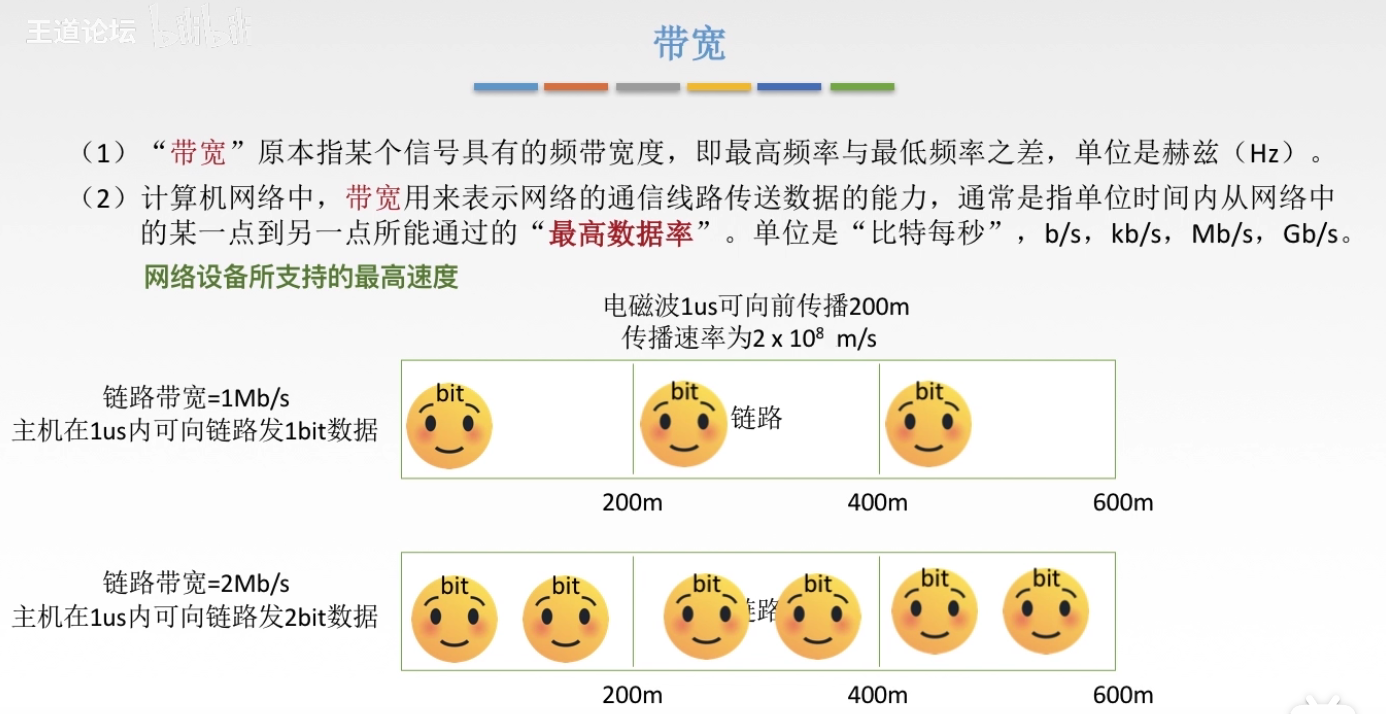 王道论坛 bilibili
带宽
（1）“带宽”原本指某个信号具有的频带宽度，即最高频率与最低频率之差，单位是赫兹（Hz）。
（2）计算机网络中，带宽用来表示网络的通信线路传送数据的能力，通常是指单位时间内从网络中
的某一点到另一点所能通过的“最高数据率”。单位是“比特每秒”，b/s，kb/s，Mb/s，Gb/s。
网络设备所支持的最高速度
电磁波1us可向前传播200m
传播速率为2 x 10⁸ m/s
链路带宽=1Mb/s
主机在1us内可向链路发1bit数据
bit
bit
链路
bit
200m
400m
600m
链路带宽=2Mb/s
主机在1us内可向链路发2bit数据
bit
bit
bit
路
bit
bit
bit
200m
400m
600m